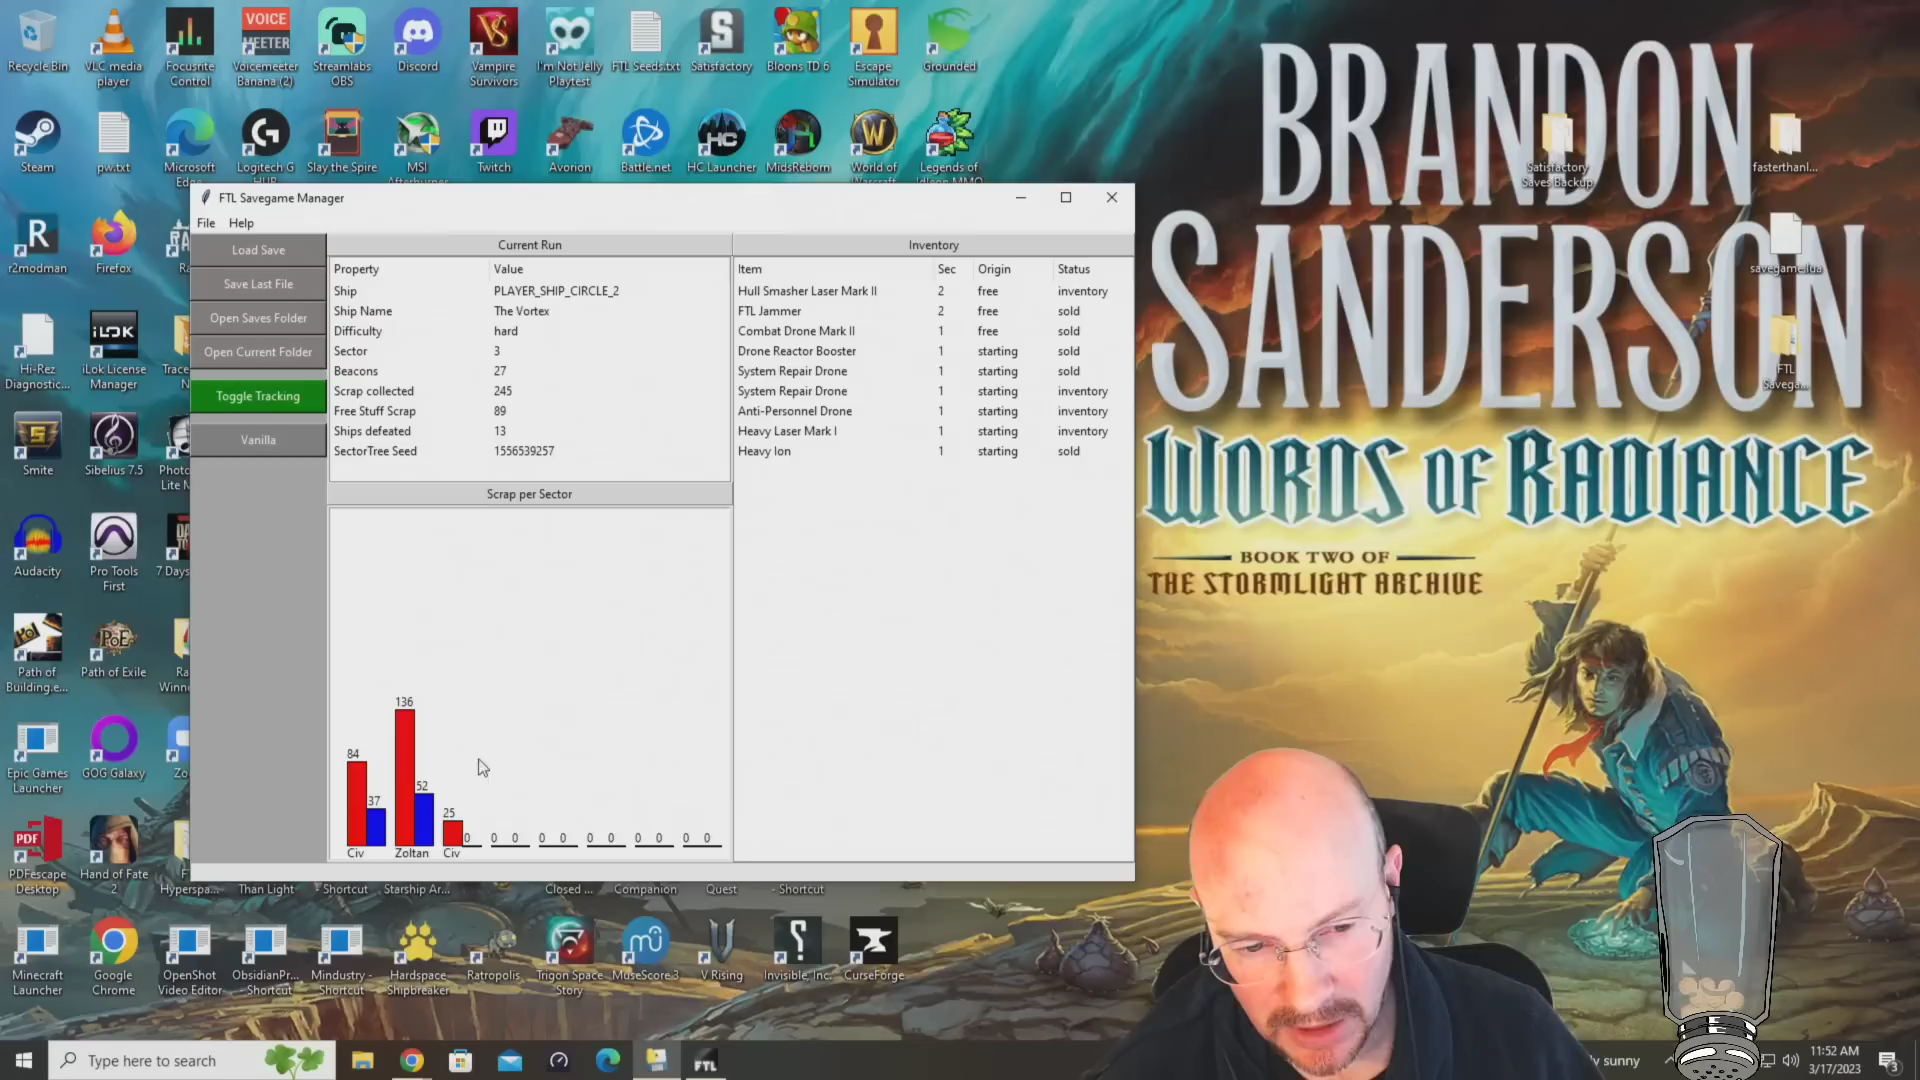 Recycle Bin
VLC media player
Focusrite Control
VOICE MEETER
Voicemeeter Banana (2)
Streamlabs OBS
Discord
Vampire Survivors
I'm Not Jelly Playtest
FTL Seeds.txt
Satisfactory
Bloons TD 6
Escape Simulator
Grounded
Steam
pw.txt
Microsoft Edge
Logitech G HUB
Slay the Spire
MSI Afterburner
Twitch
Avorion
Battle.net
HC Launcher
MidsReborn
World of Warcraft
Legends of Idleon MMO
BRANDON
SANDERSON
WORDS OF RADIANCE
BOOK TWO OF
THE STORMLIGHT ARCHIVE
Satisfactory Saves Backup
fasterthanl...
savegame.lua
FTL Savega...
r2modman
Firefox
Hi-Rez Diagnostic...
iLOK
iLok License Manager
Smite
Sibelius 7.5
Audacity
Pro Tools First
Path of Building.e...
Path of Exile
Epic Games Launcher
GOG Galaxy
PDF
PDFescape Desktop
Hand of Fate 2
FTL Savegame Manager
File Help
Load Save
Save Last File
Open Saves Folder
Open Current Folder
Toggle Tracking
Vanilla
Current Run
Property Value
Ship PLAYER_SHIP_CIRCLE_2
Ship Name The Vortex
Difficulty hard
Sector 3
Beacons 27
Scrap collected 245
Free Stuff Scrap 89
Ships defeated 13
SectorTree Seed 1556539257
Inventory
Item Sec Origin Status
Hull Smasher Laser Mark II 2 free inventory
FTL Jammer 2 free sold
Combat Drone Mark II 1 free sold
Drone Reactor Booster 1 starting sold
System Repair Drone 1 starting sold
System Repair Drone 1 starting inventory
Anti-Personnel Drone 1 starting inventory
Heavy Laser Mark I 1 starting inventory
Heavy Ion 1 starting sold
Scrap per Sector
136
84
52
37
25
0 0 0 0 0 0 0 0 0 0 0
Civ Zoltan Civ
Hyperspa...
Than Light
- Shortcut
Starship Ar...
Closed ...
Companion
Quest
- Shortcut
Minecraft Launcher
Google Chrome
OpenShot Video Editor
ObsidianPr... - Shortcut
Mindustry - Shortcut
Hardspace Shipbreaker
Ratropolis
Trigon Space Story
MuseScore 3
V Rising
Invisible, Inc.
CurseForge
Type here to search
FTL
sunny
11:52 AM
3/17/2023
3